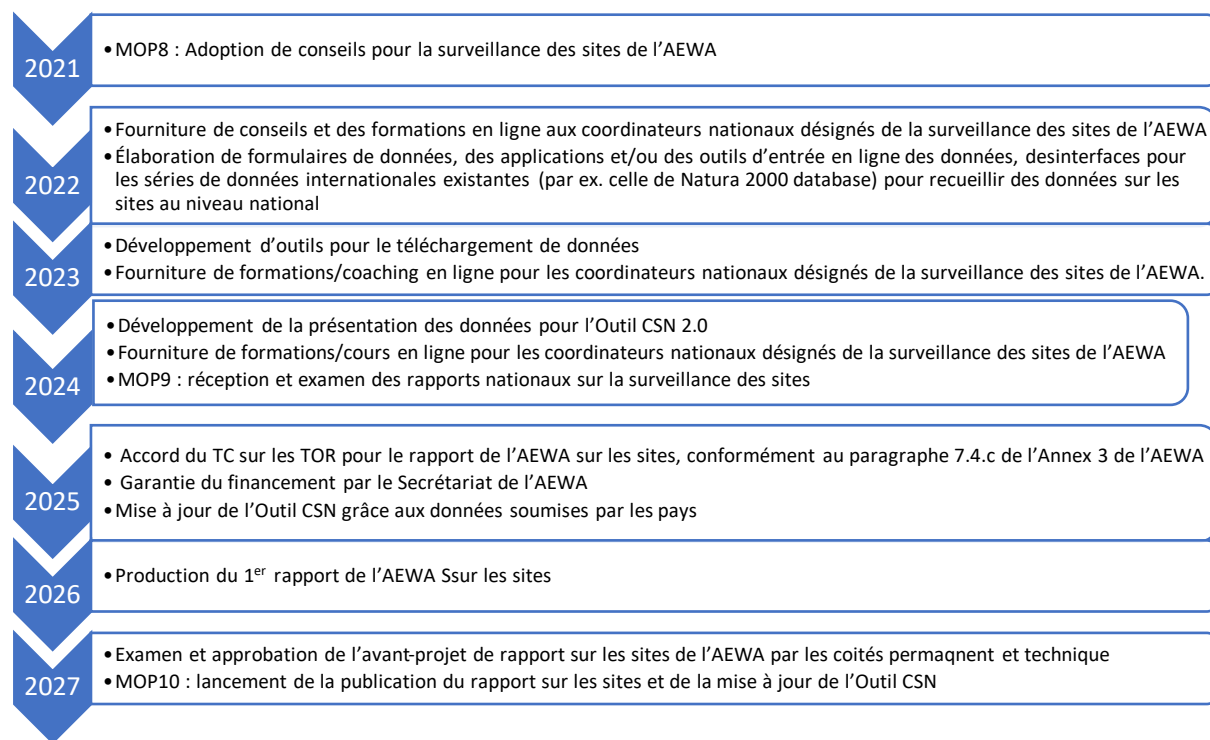 2021
•MOP8 : Adoption de conseils pour la surveillance des sites de l’AEWA
2022
•Fourniture de conseils et des formations en ligne aux coordinateurs nationaux désignés de la surveillance des sites de l’AEWA
•Élaboration de formulaires de données, des applications et/ou des outils d’entrée en ligne des données, desinterfaces pour
les séries de données internationales existantes (par ex. celle de Natura 2000 database) pour recueillir des données sur les
sites au niveau national
2023
•Développement d’outils pour le téléchargement de données
•Fourniture de formations/coaching en ligne pour les coordinateurs nationaux désignés de la surveillance des sites de l’AEWA.
2024
•Développement de la présentation des données pour l’Outil CSN 2.0
•Fourniture de formations/cours en ligne pour les coordinateurs nationaux désignés de la surveillance des sites de l’AEWA
•MOP9 : réception et examen des rapports nationaux sur la surveillance des sites
2025
• Accord du TC sur les TOR pour le rapport de l’AEWA sur les sites, conformément au paragraphe 7.4.c de l’Annex 3 de l’AEWA
• Garantie du financement par le Secrétariat de l’AEWA
•Mise à jour de l’Outil CSN grâce aux données soumises par les pays
2026
•Production du 1er rapport de l’AEWA Ssur les sites
2027
•Examen et approbation de l’avant-projet de rapport sur les sites de l’AEWA par les coités permaqnent et technique
•MOP10 : lancement de la publication du rapport sur les sites et de la mise à jour de l’Outil CSN